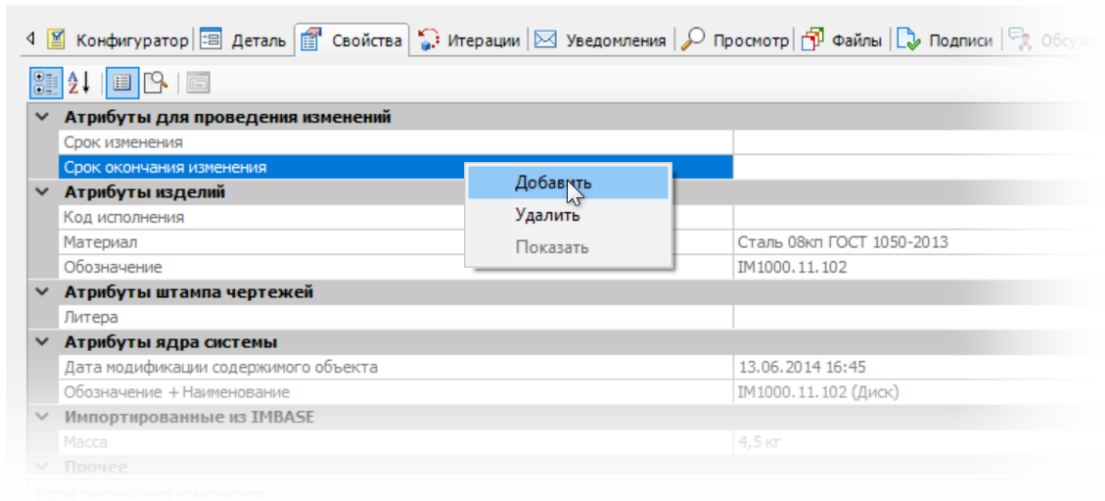 Конфигуратор Деталь Свойства Итерации Уведомления Просмотр Файлы Подписи
Атрибуты для проведения изменений
Срок изменения
Срок окончания изменения
Добавить
Удалить
Показать
Атрибуты изделий
Код исполнения
Материал Сталь 08кп ГОСТ 1050-2013
Обозначение IM1000.11.102
Атрибуты штампа чертежей
Литера
Атрибуты ядра системы
Дата модификации содержимого объекта 13.06.2014 16:45
Обозначение + Наименование IM1000.11.102 (Диск)
Импортированные из IMBASE
Масса 4,5 кг
Прочее
Срок окончания изменения